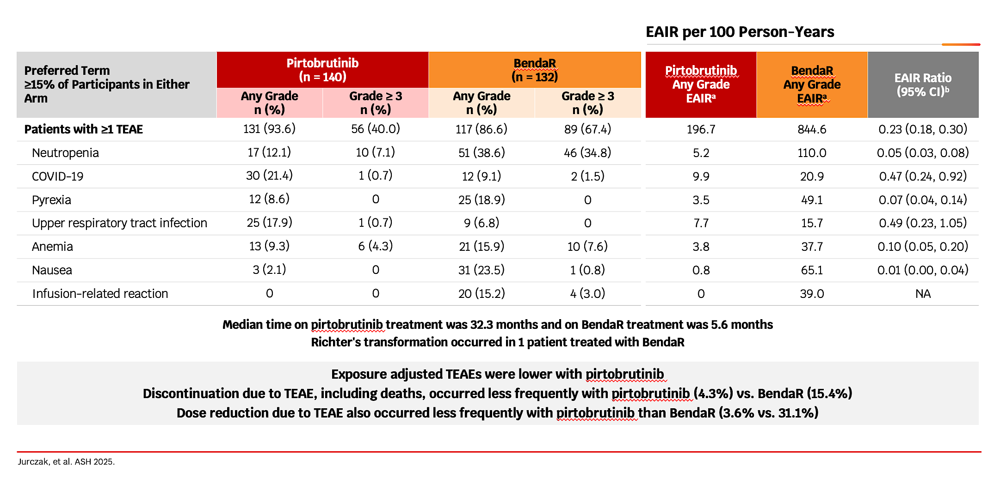 EAIR per 100 Person-Years
Preferred Term
≥15% of Participants in Either
Arm
Pirtobrutinib
(n = 140)
BendaR
(n = 132)
Any Grade
n (%)
Grade ≥ 3
n (%)
Any Grade
n (%)
Grade ≥ 3
n (%)
Pirtobrutinib
Any Grade
EAIRᵃ
BendaR
Any Grade
EAIRᵃ
EAIR Ratio
(95% CI)ᵇ
Patients with ≥1 TEAE 131 (93.6) 56 (40.0) 117 (86.6) 89 (67.4) 196.7 844.6 0.23 (0.18, 0.30)
Neutropenia 17 (12.1) 10 (7.1) 51 (38.6) 46 (34.8) 5.2 110.0 0.05 (0.03, 0.08)
COVID-19 30 (21.4) 1 (0.7) 12 (9.1) 2 (1.5) 9.9 20.9 0.47 (0.24, 0.92)
Pyrexia 12 (8.6) 0 25 (18.9) 0 3.5 49.1 0.07 (0.04, 0.14)
Upper respiratory tract infection 25 (17.9) 1 (0.7) 9 (6.8) 0 7.7 15.7 0.49 (0.23, 1.05)
Anemia 13 (9.3) 6 (4.3) 21 (15.9) 10 (7.6) 3.8 37.7 0.10 (0.05, 0.20)
Nausea 3 (2.1) 0 31 (23.5) 1 (0.8) 0.8 65.1 0.01 (0.00, 0.04)
Infusion-related reaction 0 0 20 (15.2) 4 (3.0) 0 39.0 NA
Median time on pirtobrutinib treatment was 32.3 months and on BendaR treatment was 5.6 months
Richter's transformation occurred in 1 patient treated with BendaR
Exposure adjusted TEAEs were lower with pirtobrutinib
Discontinuation due to TEAE, including deaths, occurred less frequently with pirtobrutinib (4.3%) vs. BendaR (15.4%)
Dose reduction due to TEAE also occurred less frequently with pirtobrutinib than BendaR (3.6% vs. 31.1%)
Jurczak, et al. ASH 2025.